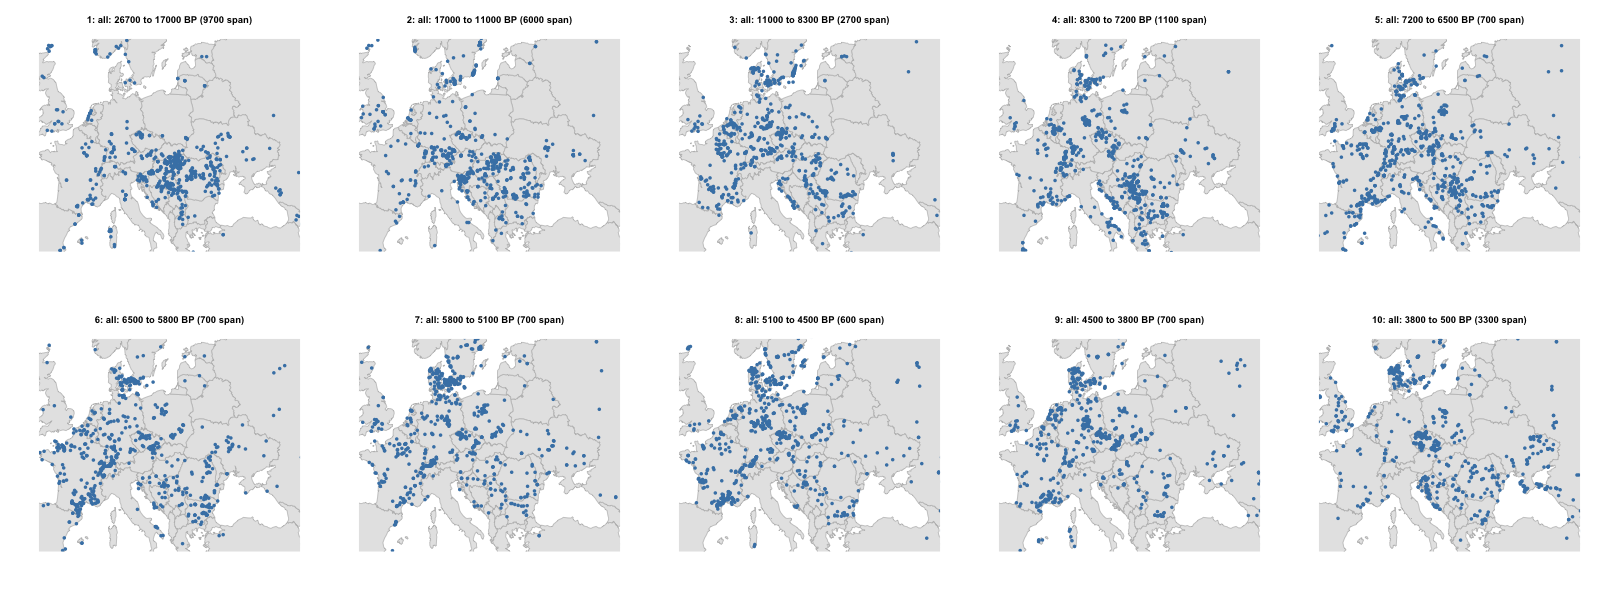 1: all: 26700 to 17000 BP (9700 span)
2: all: 17000 to 11000 BP (6000 span)
3: all: 11000 to 8300 BP (2700 span)
4: all: 8300 to 7200 BP (1100 span)
5: all: 7200 to 6500 BP (700 span)
6: all: 6500 to 5800 BP (700 span)
7: all: 5800 to 5100 BP (700 span)
8: all: 5100 to 4500 BP (600 span)
9: all: 4500 to 3800 BP (700 span)
10: all: 3800 to 500 BP (3300 span)